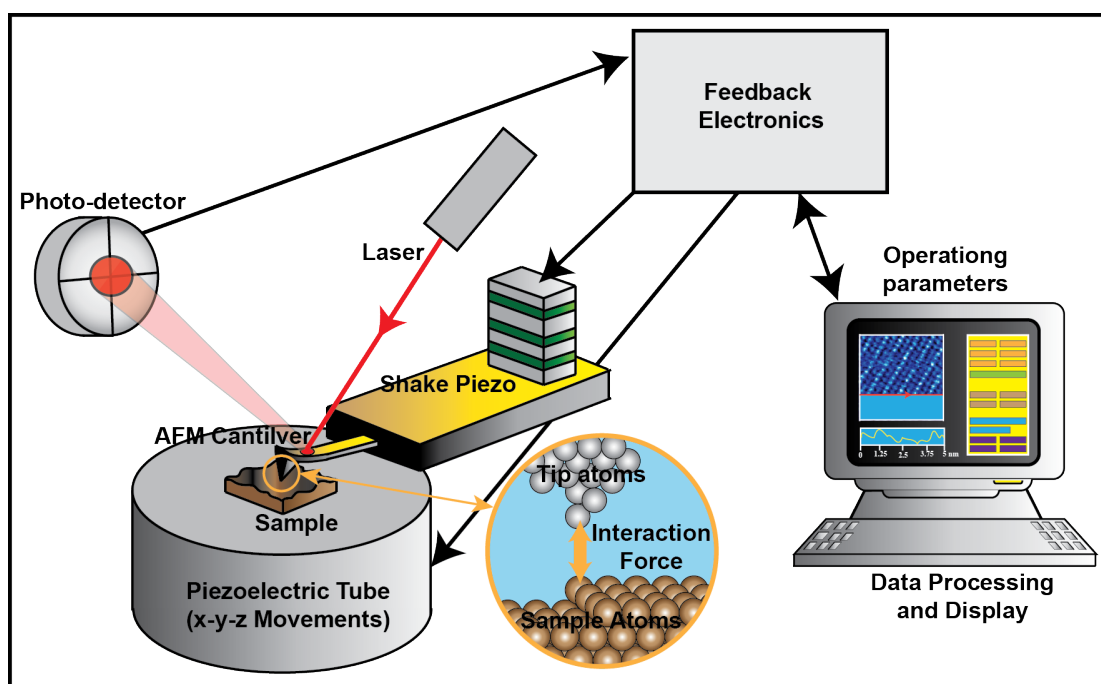 Feedback
Electronics
Photo-detector
Laser
Operationg
parameters
Shake Piezo
AFM Cantilver
Tip atoms
Sample
Interaction
Force
0 1.25 2.5 3.75 5 nm
Piezoelectric Tube
(x-y-z Movements)
Sample Atoms
Data Processing
and Display